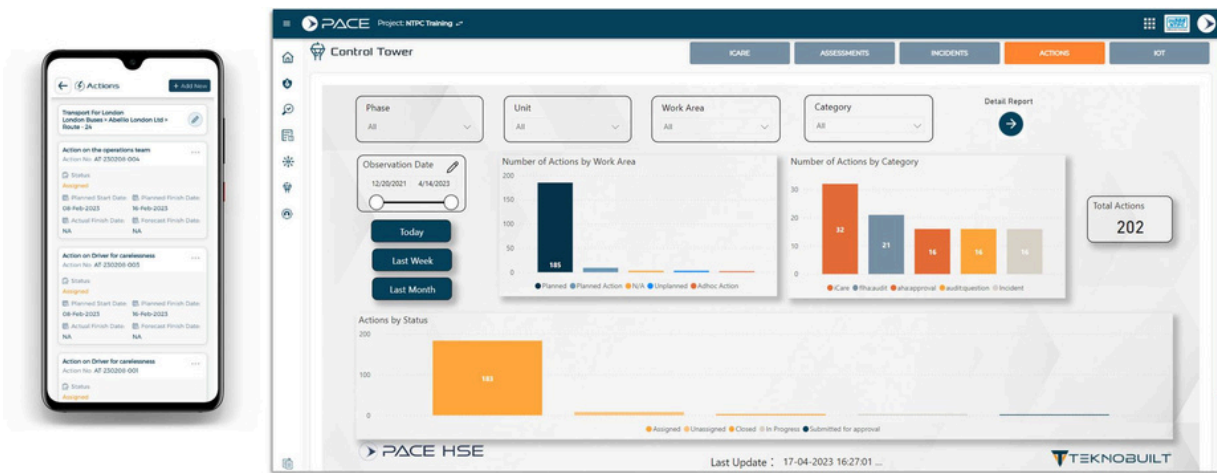 Actions
+ Add New
Transport For London
London Buses > Abellio London Ltd >
Route - 24
Action on the operations team
Action No. AT-230206-004
Status
Assigned
Planned Start Date
Planned Finish Date
08-Feb-2023
16-Feb-2023
Actual Finish Date
Forecast Finish Date
NA
NA
Action on Driver for carelessness
Action No. AT-230206-003
Status
Assigned
Planned Start Date
Planned Finish Date
08-Feb-2023
16-Feb-2023
Actual Finish Date
Forecast Finish Date
NA
NA
Action on Driver for carelessness
Action No. AT-230206-001
Status
Assigned
PACE
Project: NTPC Training
Control Tower
ICARE
ASSESSMENTS
INCIDENTS
ACTIONS
IOT
Phase
All
Unit
All
Work Area
All
Category
All
Detail Report
Observation Date
12/20/2021
4/14/2023
Today
Last Week
Last Month
Number of Actions by Work Area
200
150
100
50
0
185
Planned
Planned Action
N/A
Unplanned
Adhoc Action
Number of Actions by Category
30
20
10
0
32
21
16
16
16
iCare
flha:audit
aha:approval
audit:question
Incident
Total Actions
202
Actions by Status
200
100
0
Assigned
Unassigned
Closed
In Progress
Submitted for approval
PACE HSE
Last Update : 17-04-2023 16:27:01 ...
TEKNOBUILT